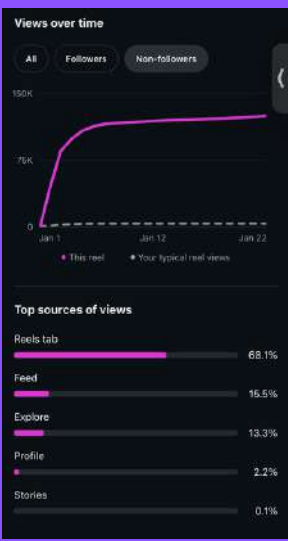 Views over time
All Followers Non-followers
150K
75K
0
Jan 1 Jan 12 Jan 22
This reel Your typical reel views
Top sources of views
Reels tab
68.1%
Feed
15.5%
Explore
13.3%
Profile
2.2%
Stories
0.1%